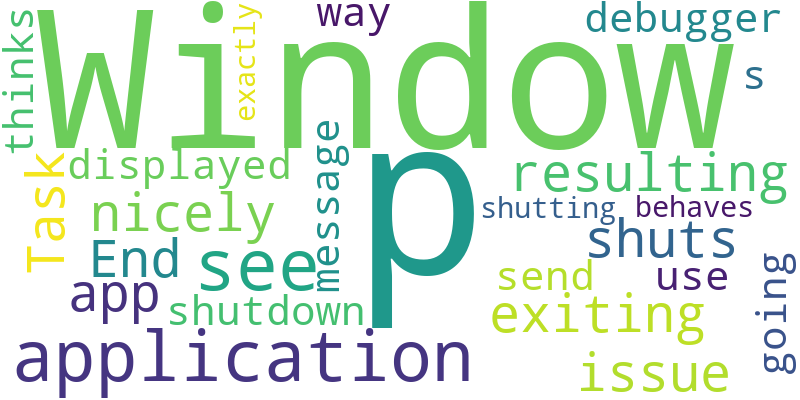 way
debugger
thinks
Window
exactly
s
message
Task
displayed
p
resulting
nicely
shutting
behaves
End
see
shuts
app
send
use
going
shutdown
exiting
application
issue